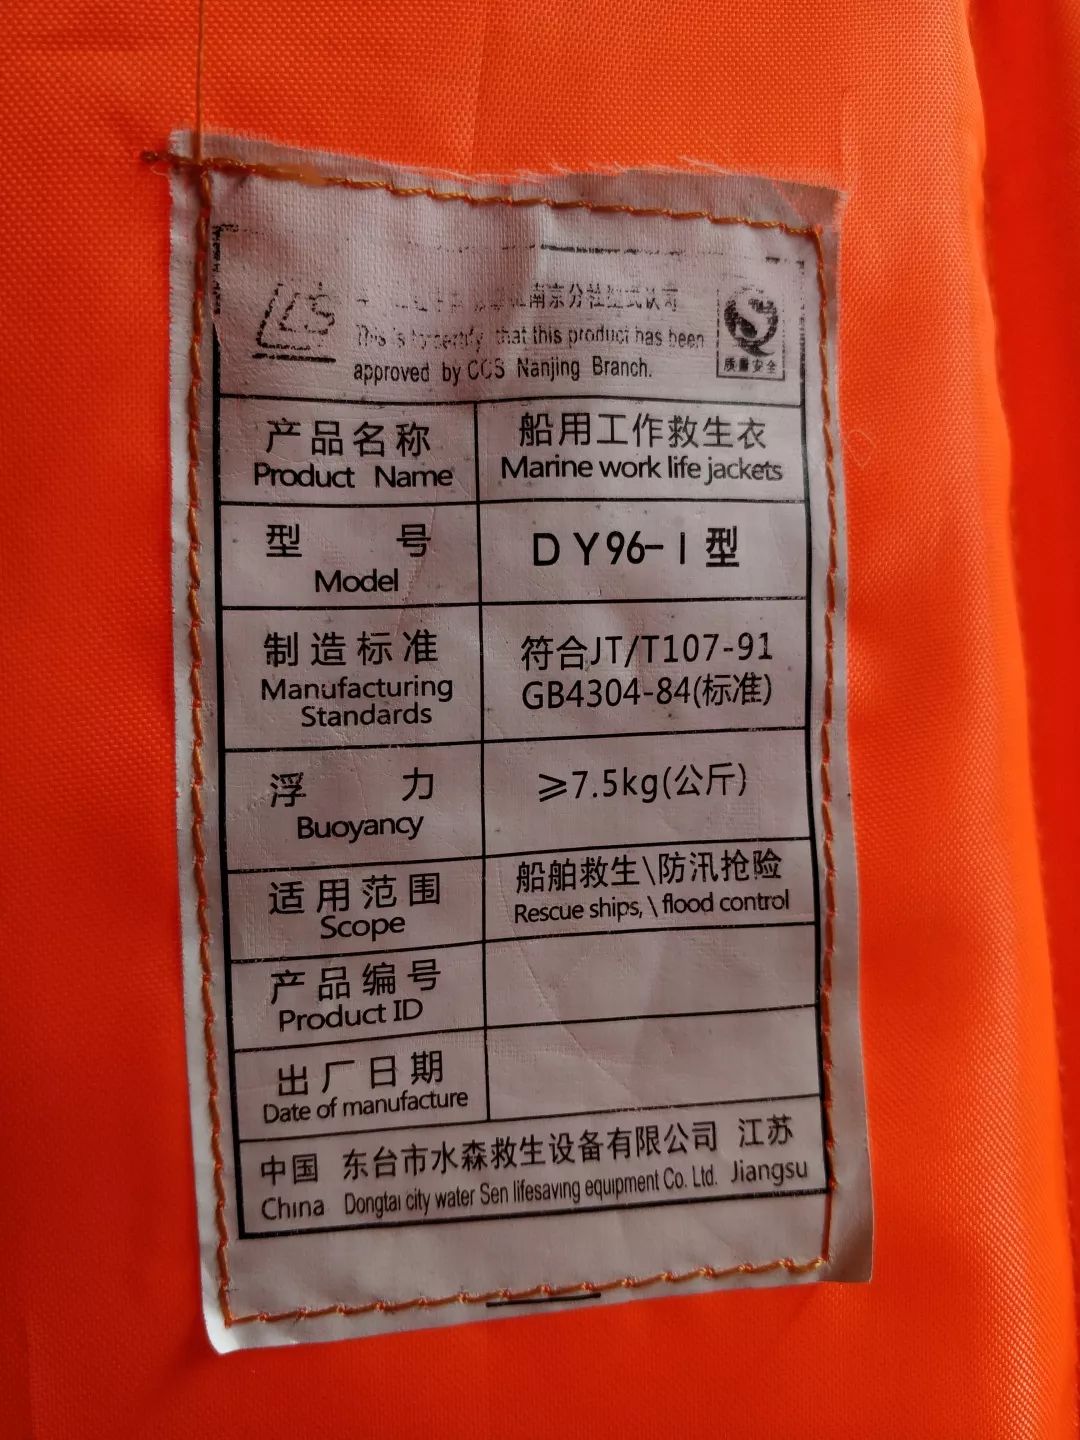 南京分社型式认可
This is to certify that this product has been
approved by CCS Nanjing Branch.
质量安全
产品名称
Product Name
船用工作救生衣
Marine work life jackets
型 号
Model
DY96-I型
制造标准
Manufacturing
Standards
符合JT/T107-91
GB4304-84(标准)
浮 力
Buoyancy
≥7.5kg(公斤)
适用范围
Scope
船舶救生\防汛抢险
Rescue ships, \ flood control
产品编号
Product ID
出厂日期
Date of manufacture
中国 东台市水森救生设备有限公司 江苏
China Dongtai city water Sen lifesaving equipment Co. Ltd. Jiangsu